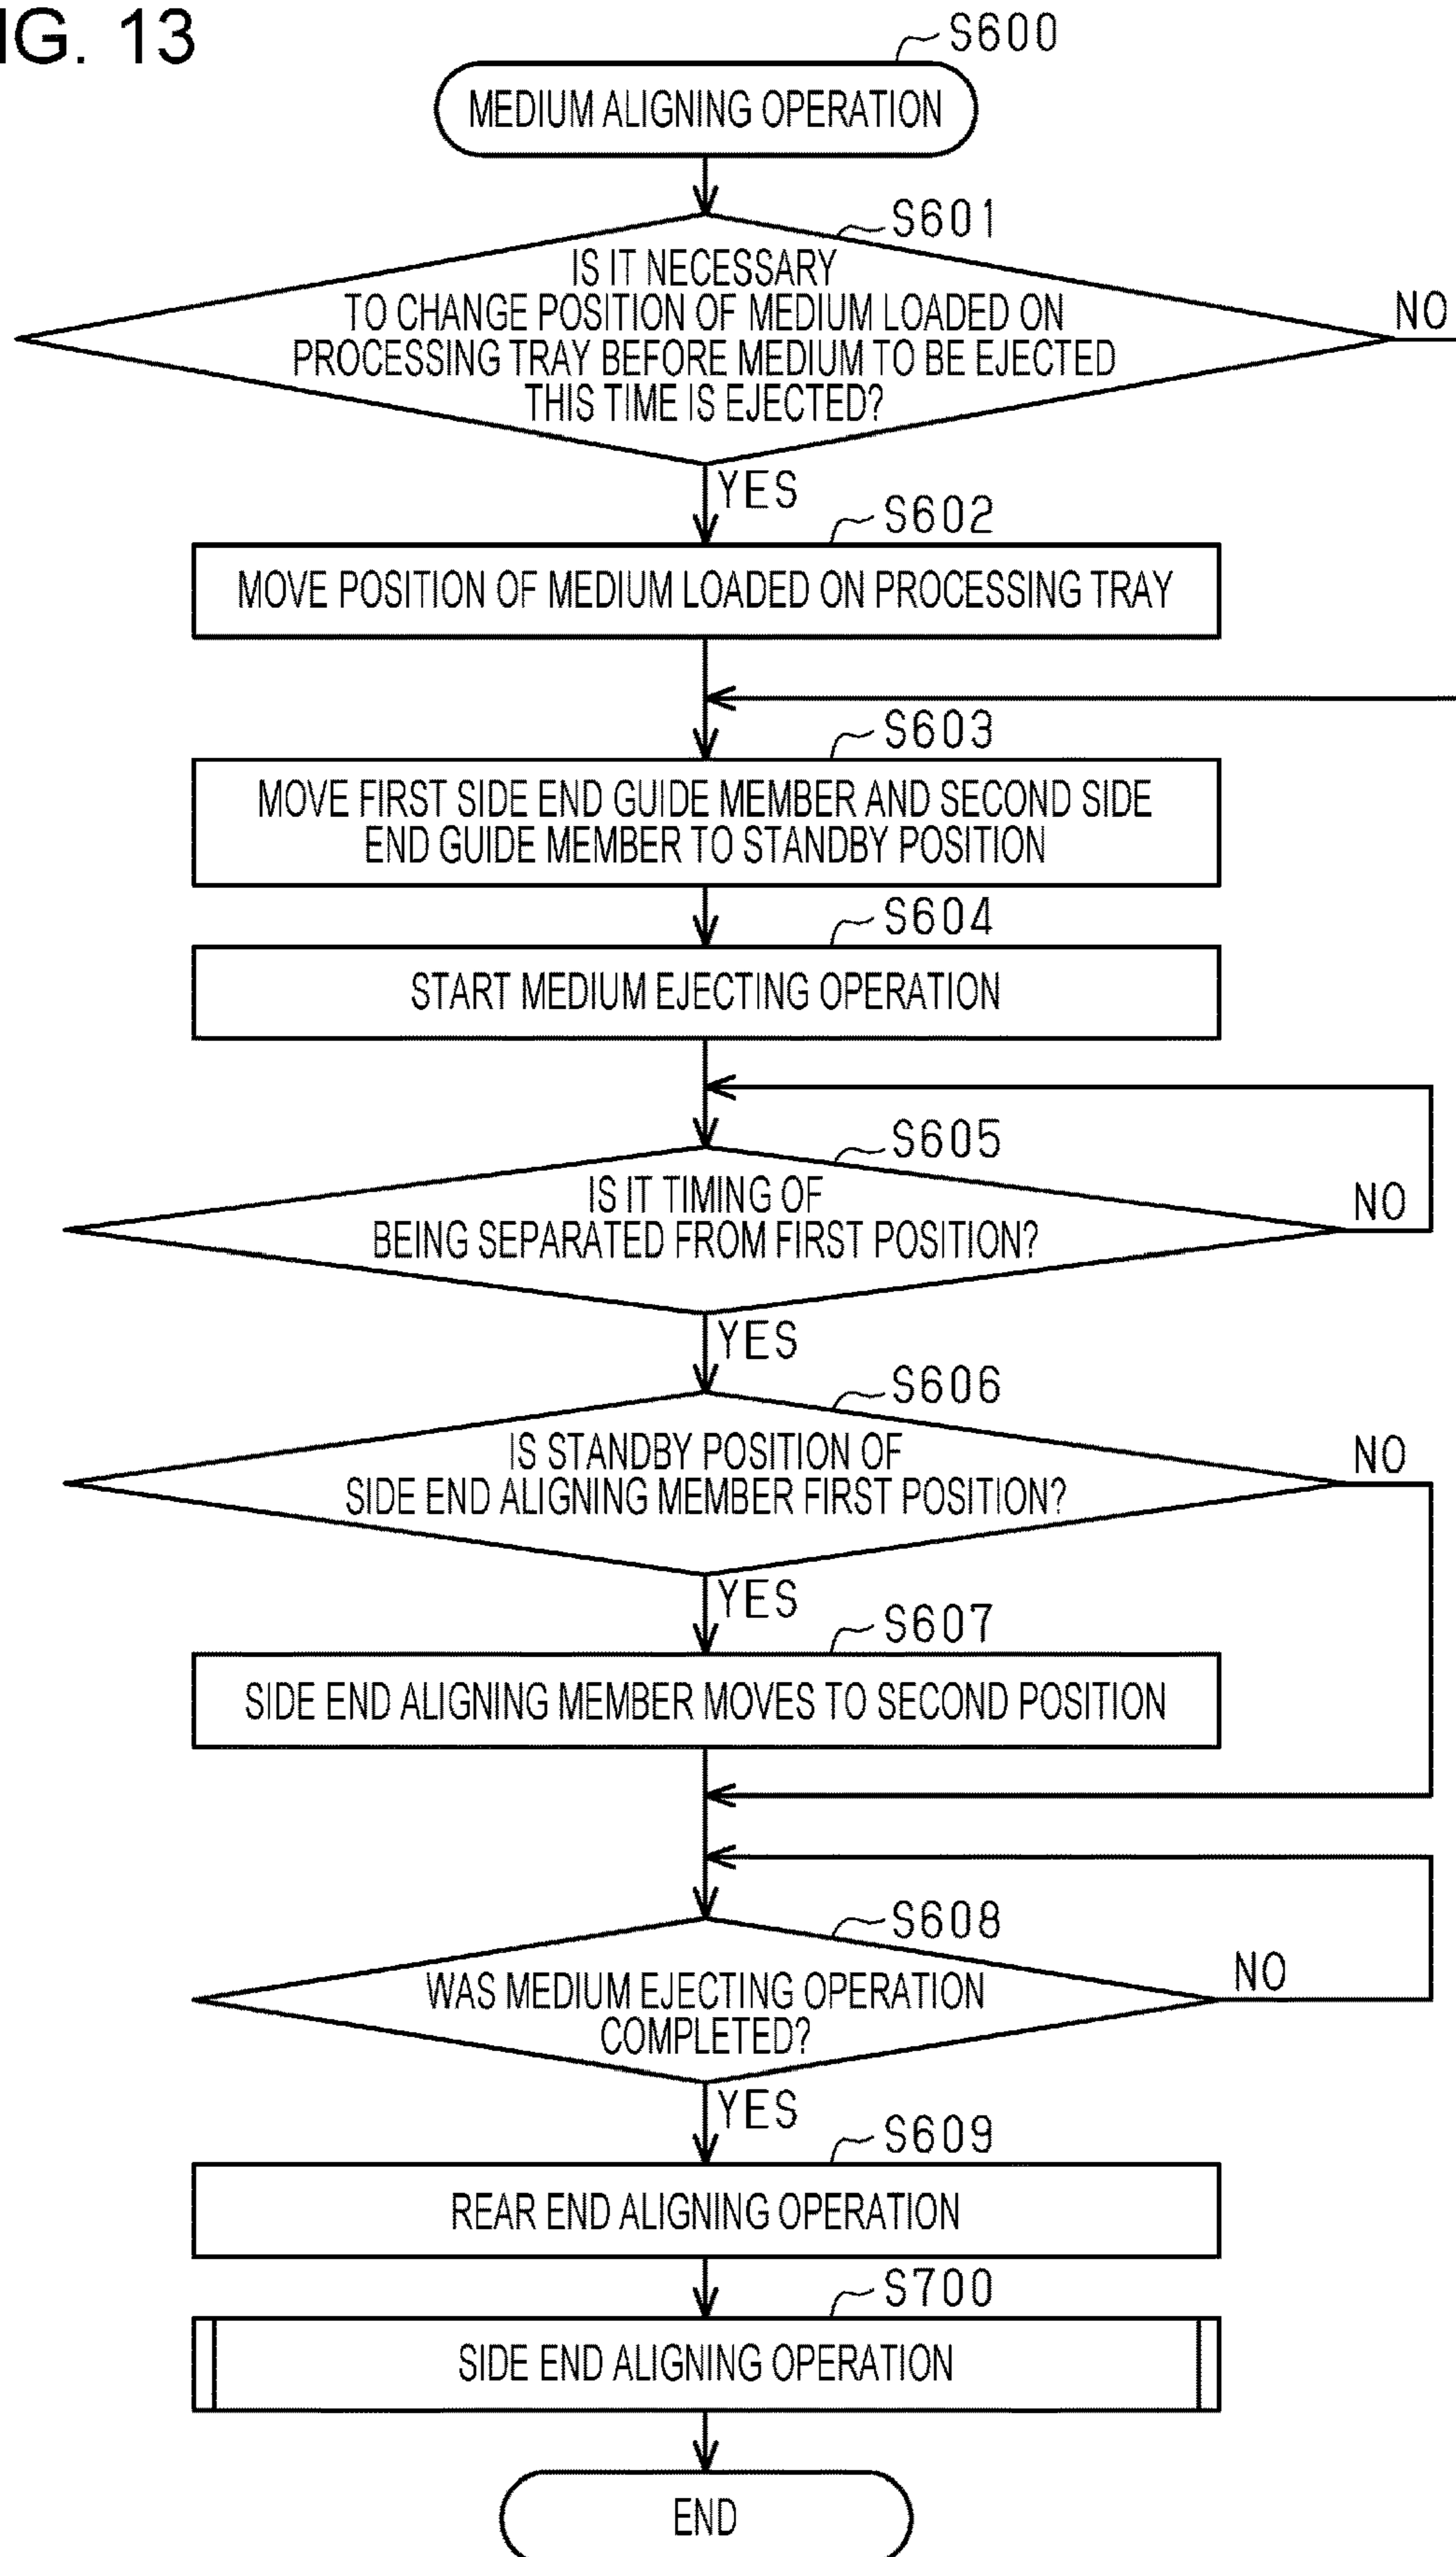 IG. 13
S600
MEDIUM ALIGNING OPERATION
S601
IS IT NECESSARY
TO CHANGE POSITION OF MEDIUM LOADED ON
PROCESSING TRAY BEFORE MEDIUM TO BE EJECTED
THIS TIME IS EJECTED?
NO
YES
S602
MOVE POSITION OF MEDIUM LOADED ON PROCESSING TRAY
S603
MOVE FIRST SIDE END GUIDE MEMBER AND SECOND SIDE
END GUIDE MEMBER TO STANDBY POSITION
S604
START MEDIUM EJECTING OPERATION
S605
IS IT TIMING OF
BEING SEPARATED FROM FIRST POSITION?
NO
YES
S606
IS STANDBY POSITION OF
SIDE END ALIGNING MEMBER FIRST POSITION?
NO
YES
S607
SIDE END ALIGNING MEMBER MOVES TO SECOND POSITION
S608
WAS MEDIUM EJECTING OPERATION
COMPLETED?
NO
YES
S609
REAR END ALIGNING OPERATION
S700
SIDE END ALIGNING OPERATION
END